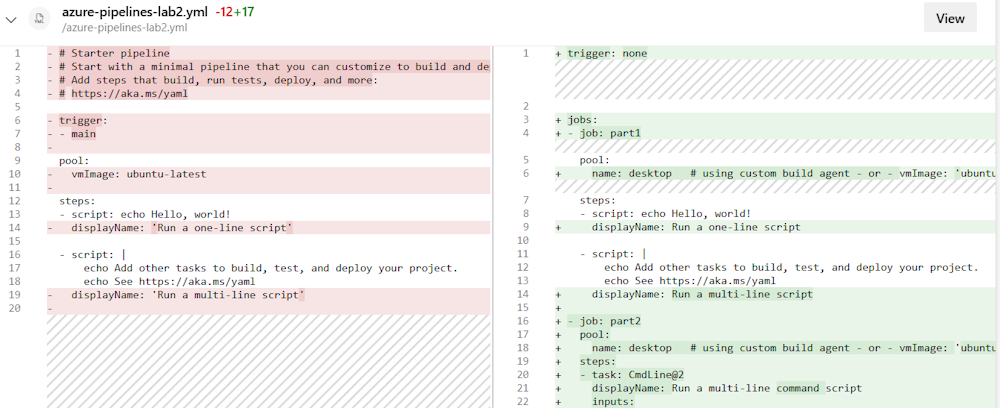 azure-pipelines-lab2.yml -12+17
/azure-pipelines-lab2.yml
View
1 - # Starter pipeline
2 - # Start with a minimal pipeline that you can customize to build and de
3 - # Add steps that build, run tests, deploy, and more:
4 - # https://aka.ms/yaml
5
6 - trigger:
7 - - main
8 -
9 pool:
10 - vmImage: ubuntu-latest
11 -
12 steps:
13 - script: echo Hello, world!
14 - displayName: 'Run a one-line script'
15
16 - script: |
17 echo Add other tasks to build, test, and deploy your project.
18 echo See https://aka.ms/yaml
19 - displayName: 'Run a multi-line script'
20 -
1 + trigger: none
2
3 + jobs:
4 + - job: part1
5 pool:
6 + name: desktop # using custom build agent - or - vmImage: 'ubuntu
7 steps:
8 - script: echo Hello, world!
9 + displayName: Run a one-line script
10
11 - script: |
12 echo Add other tasks to build, test, and deploy your project.
13 echo See https://aka.ms/yaml
14 + displayName: Run a multi-line script
15 +
16 + - job: part2
17 + pool:
18 + name: desktop # using custom build agent - or - vmImage: 'ubuntu
19 + steps:
20 + - task: CmdLine@2
21 + displayName: Run a multi-line command script
22 + inputs: